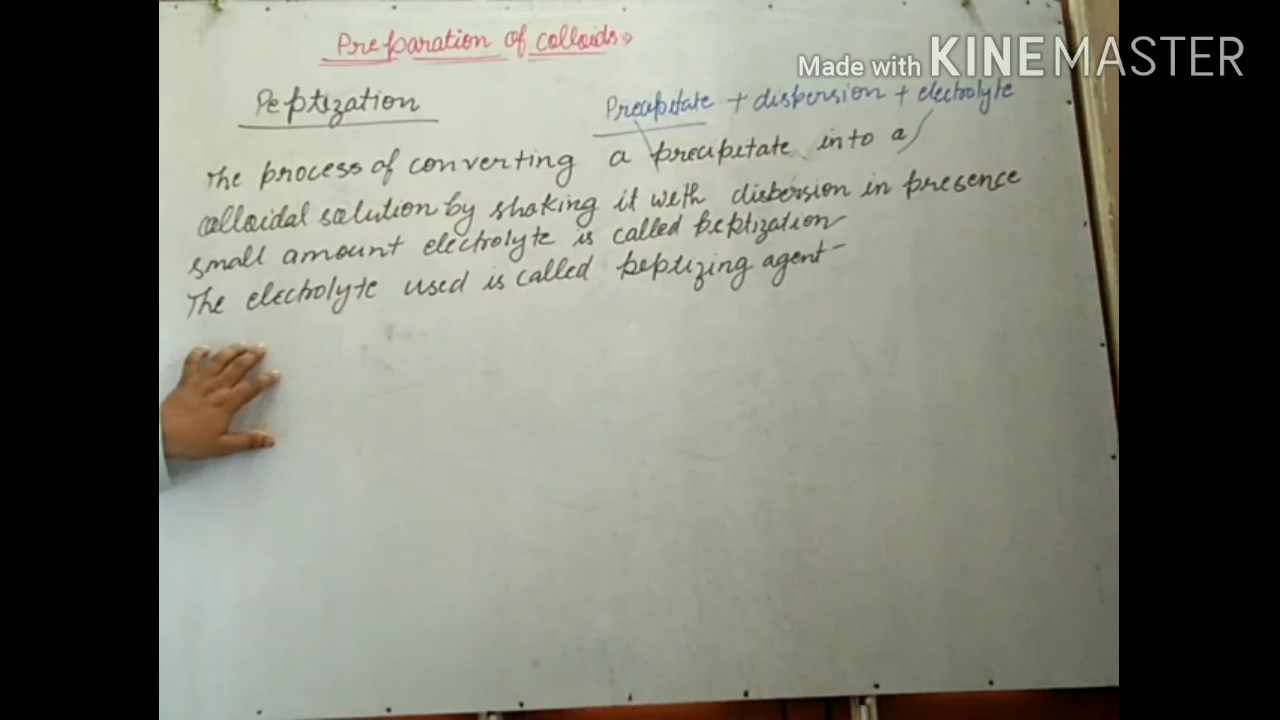 Preparation of colloids
Made with KINEMASTER
Peptization
Precipitate + dispersion + electrolyte
The process of converting a precipitate into a
colloidal solution by shaking it with dispersion in presence
small amount electrolyte is called peptization
The electrolyte used is called peptizing agent